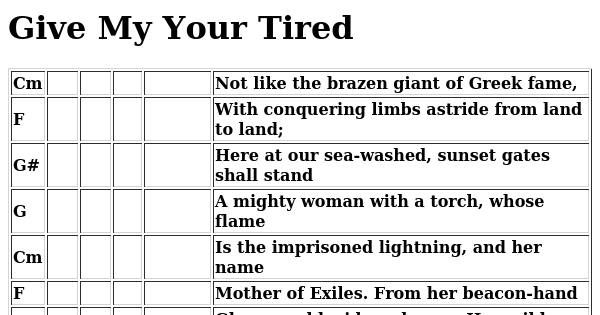 Give My Your Tired
Cm Not like the brazen giant of Greek fame,
F With conquering limbs astride from land
to land;
G# Here at our sea-washed, sunset gates
shall stand
G A mighty woman with a torch, whose
flame
Cm Is the imprisoned lightning, and her
name
F Mother of Exiles. From her beacon-hand